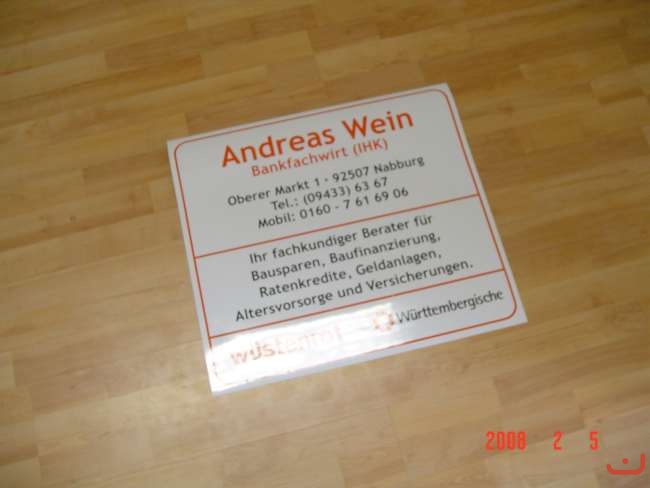 Andreas Wein
Bankfachwirt (IHK)
Oberer Markt 1 - 92507 Nabburg
Tel.: (09433) 63 67
Mobil: 0160 - 7 61 69 06
Ihr fachkundiger Berater für
Bausparen, Baufinanzierung,
Ratenkredite, Geldanlagen,
Altersvorsorge und Versicherungen.
wüstenrot
Württembergische
2008 2 5